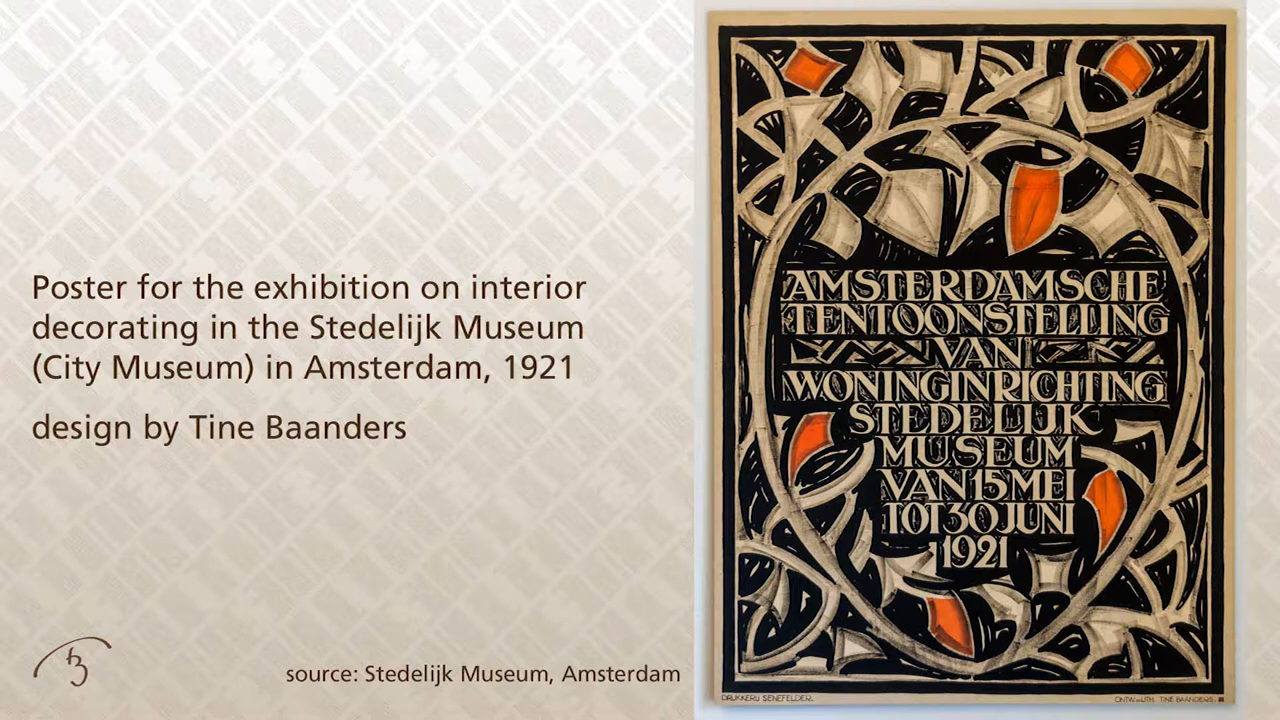 Poster for the exhibition on interior
decorating in the Stedelijk Museum
(City Museum) in Amsterdam, 1921
design by Tine Baanders
source: Stedelijk Museum, Amsterdam
AMSTERDAMSCHE
TENTOONSTELLING
VAN
WONINGINRICHTING
STEDELIJK
MUSEUM
VAN 15 MEI
TOT 30 JUNI
1921
DRUKKERIJ SENEFELDER.
ONTW. UITH. TINE BAANDERS.